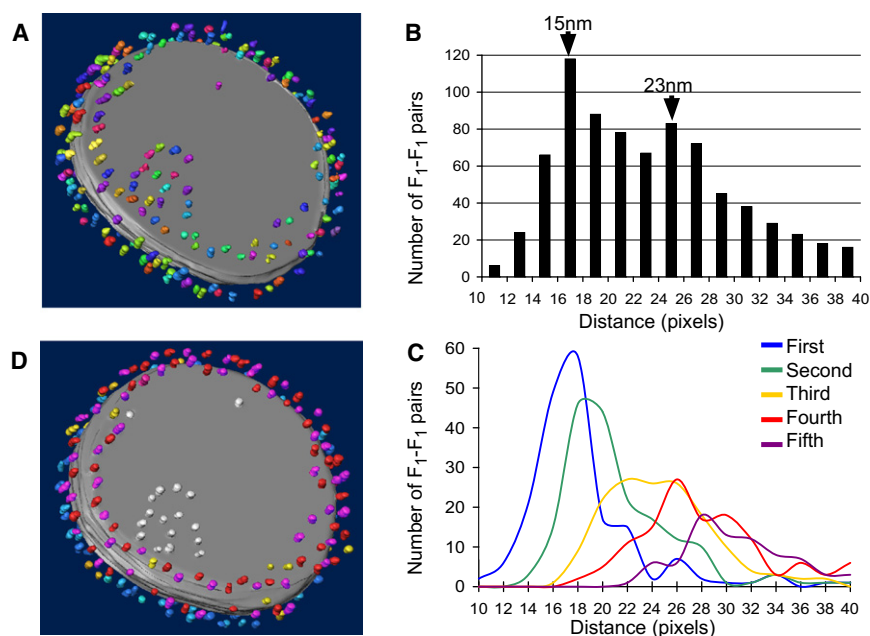 A
B
15nm
23nm
Number of F₁-F₁ pairs
120
100
80
60
40
20
0
10 12 14 16 18 20 22 24 26 28 30 32 34 36 38 40
Distance (pixels)
D
C
First
Second
Third
Fourth
Fifth
Number of F₁-F₁ pairs
60
50
40
30
20
10
0
10 12 14 16 18 20 22 24 26 28 30 32 34 36 38 40
Distance (pixels)